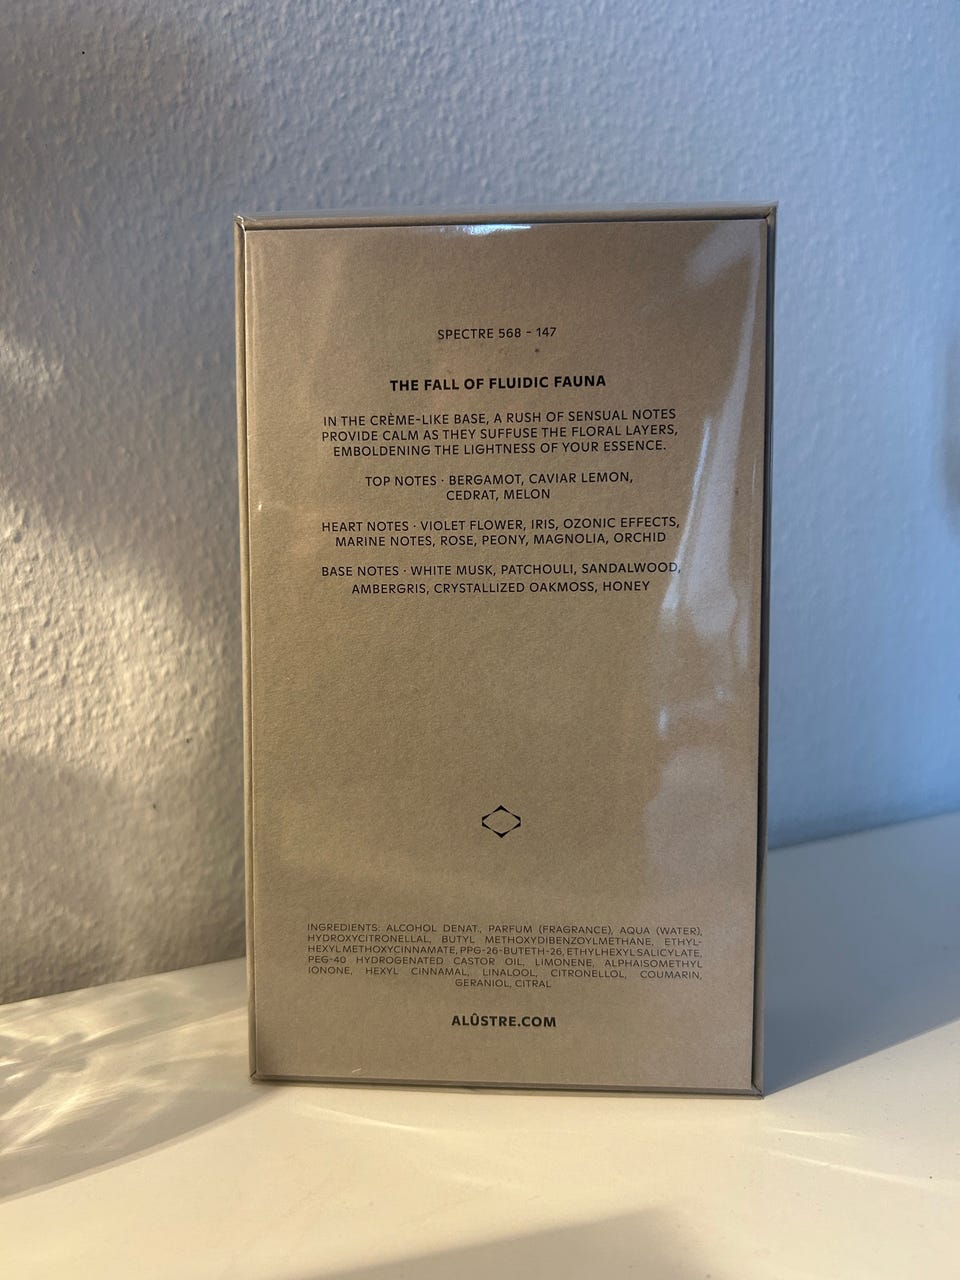 SPECTRE 568 - 147
THE FALL OF FLUIDIC FAUNA
IN THE CRÈME-LIKE BASE, A RUSH OF SENSUAL NOTES
PROVIDE CALM AS THEY SUFFUSE THE FLORAL LAYERS,
EMBOLDENING THE LIGHTNESS OF YOUR ESSENCE.
TOP NOTES · BERGAMOT, CAVIAR LEMON,
CEDRAT, MELON
HEART NOTES · VIOLET FLOWER, IRIS, OZONIC EFFECTS,
MARINE NOTES, ROSE, PEONY, MAGNOLIA, ORCHID
BASE NOTES · WHITE MUSK, PATCHOULI, SANDALWOOD,
AMBERGRIS, CRYSTALLIZED OAKMOSS, HONEY
INGREDIENTS: ALCOHOL DENAT., PARFUM (FRAGRANCE), AQUA (WATER),
HYDROXYCITRONELLAL, BUTYL METHOXYDIBENZOYLMETHANE, ETHYL-
HEXYL METHOXYCINNAMATE, PPG-26-BUTETH-26, ETHYLHEXYL SALICYLATE,
PEG-40 HYDROGENATED CASTOR OIL, LIMONENE, ALPHAISOMETHYL
IONONE, HEXYL CINNAMAL, LINALOOL, CITRONELLOL, COUMARIN,
GERANIOL, CITRAL
ALÛSTRE.COM